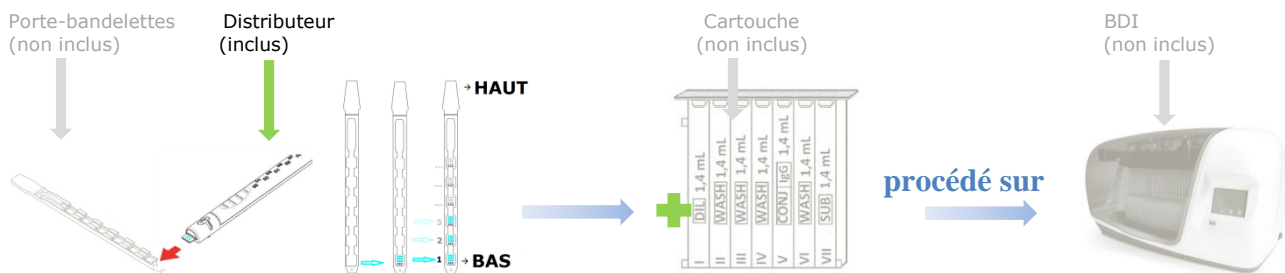 Porte-bandelettes
(non inclus)
Distributeur
(inclus)
HAUT
...
...
...
3
2
1
BAS
Cartouche
(non inclus)
I DIL 1,4 mL
II WASH 1,4 mL
III WASH 1,4 mL
IV WASH 1,4 mL
V CONJ IgG 1,4 mL
VI WASH 1,4 mL
VII SUB 1,4 mL
procédé sur
BDI
(non inclus)